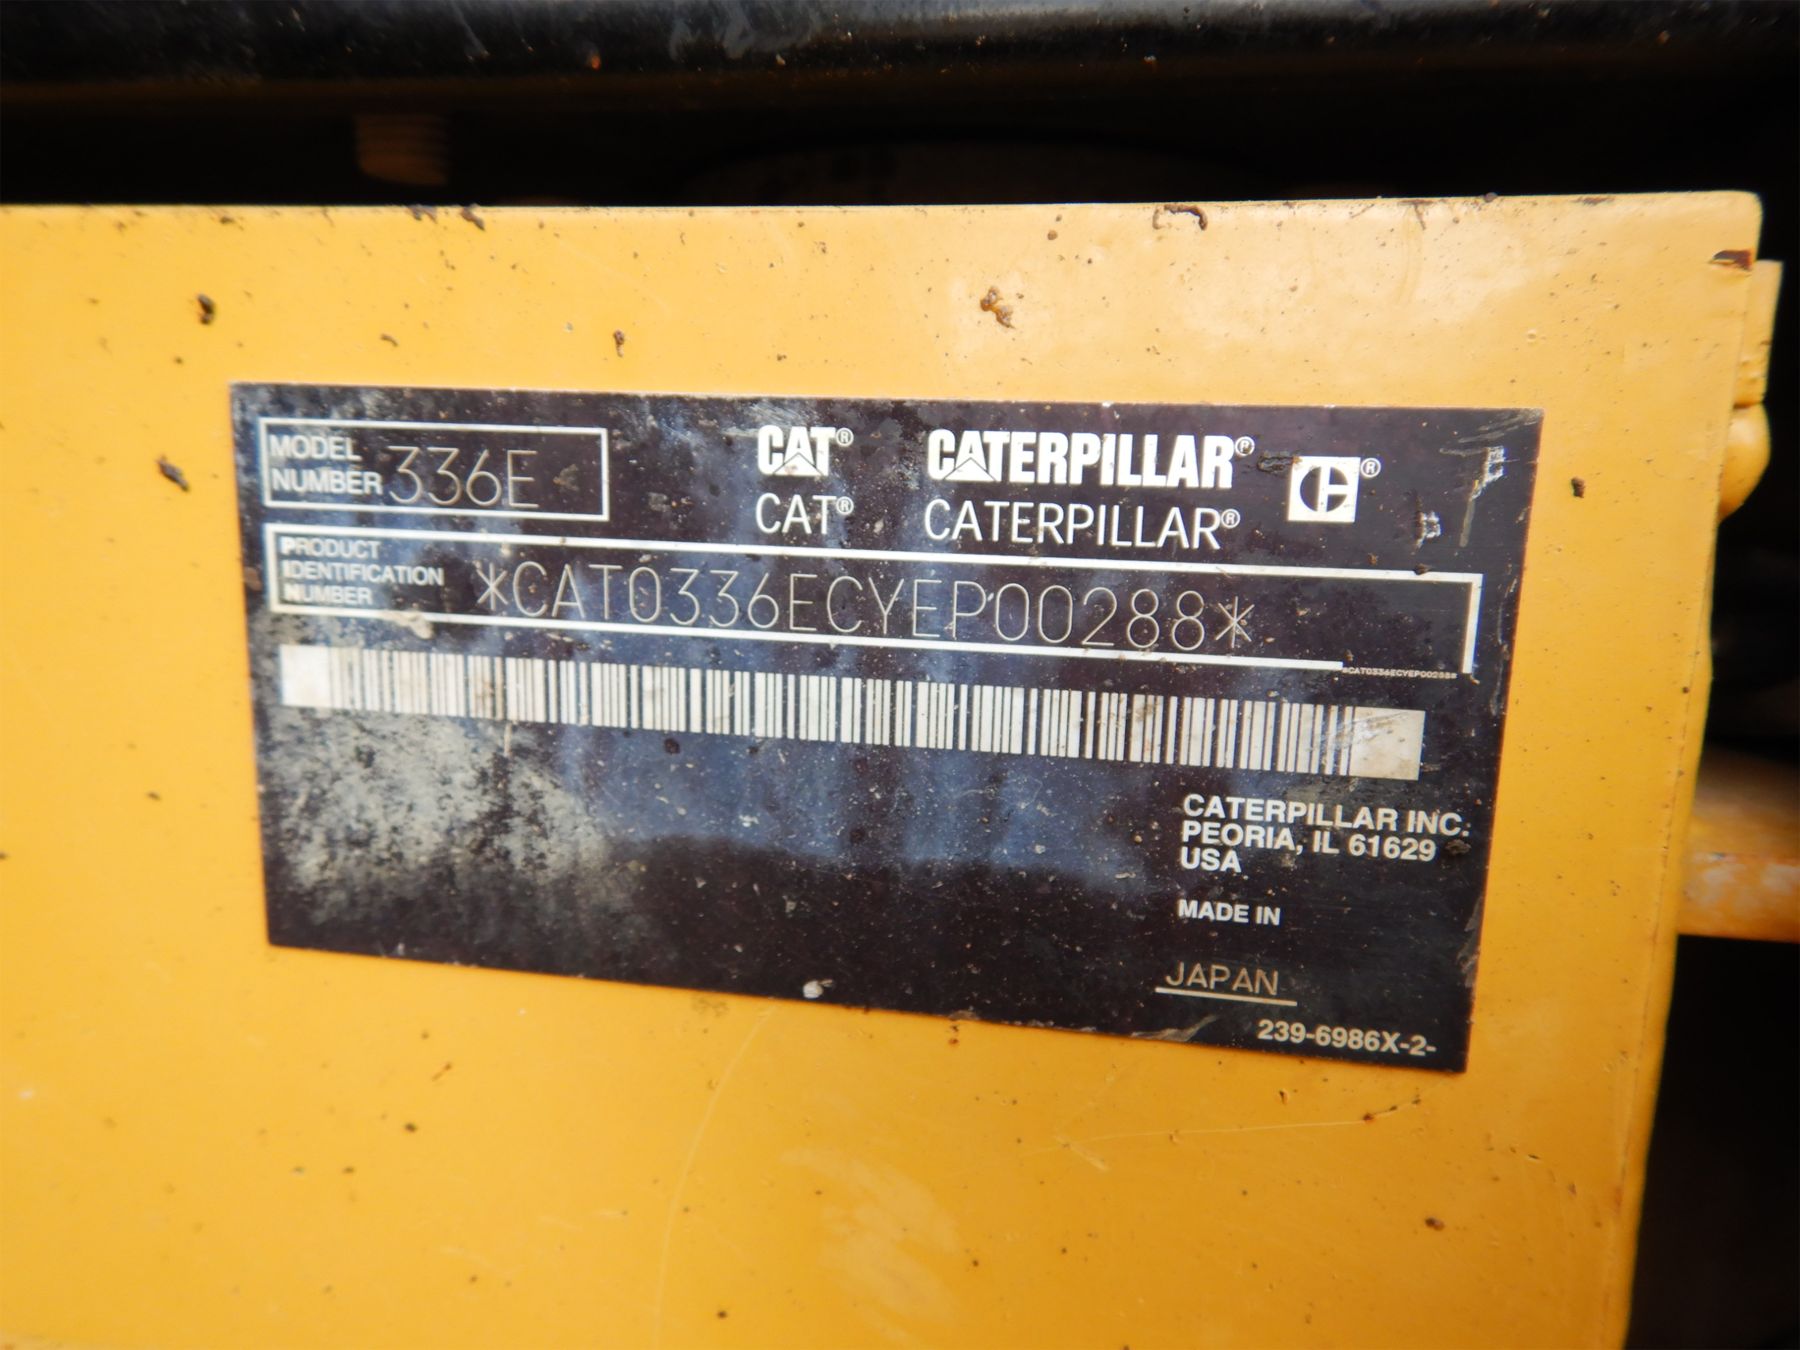 MODEL
NUMBER 336E
CAT® CATERPILLAR®
CAT® CATERPILLAR®
PRODUCT
IDENTIFICATION
NUMBER
*CAT0336ECYEP00288*
*CAT0336ECYEP00288*
CATERPILLAR INC.
PEORIA, IL 61629
USA
MADE IN
JAPAN
239-6986X-2-